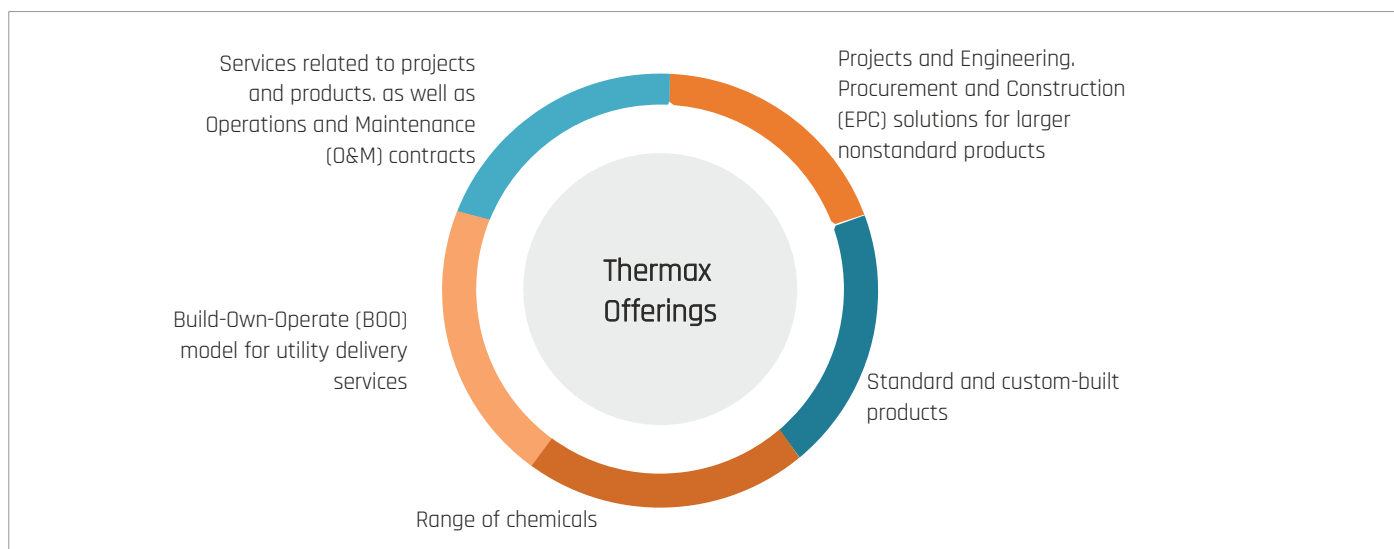 Services related to projects
and products. as well as
Operations and Maintenance
(O&M) contracts
Projects and Engineering.
Procurement and Construction
(EPC) solutions for larger
nonstandard products
Thermax
Offerings
Build-Own-Operate (BOO)
model for utility delivery
services
Standard and custom-built
products
Range of chemicals